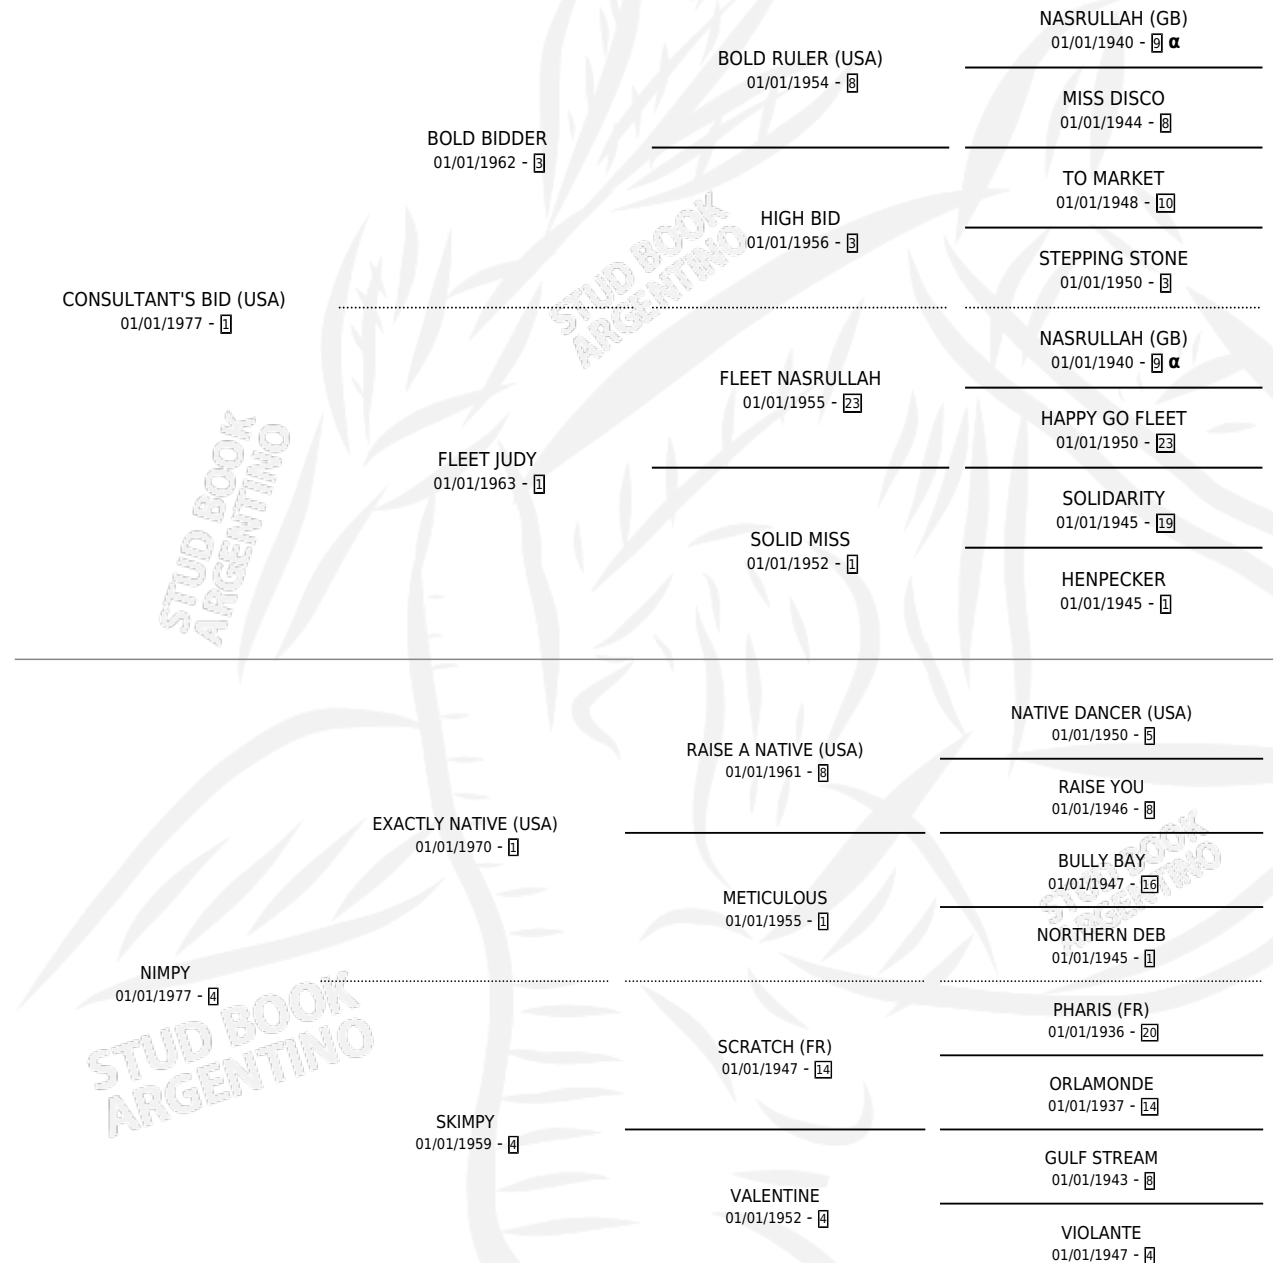 NASRULLAH (GB)
01/01/1940 - 9 α
BOLD RULER (USA)
01/01/1954 - 8
MISS DISCO
01/01/1944 - 8
BOLD BIDDER
01/01/1962 - 3
TO MARKET
01/01/1948 - 10
HIGH BID
01/01/1956 - 3
STEPPING STONE
01/01/1950 - 3
STUD BOOK
ARGENTINO
CONSULTANT'S BID (USA)
01/01/1977 - 1
NASRULLAH (GB)
01/01/1940 - 9 α
FLEET NASRULLAH
01/01/1955 - 23
HAPPY GO FLEET
01/01/1950 - 23
FLEET JUDY
01/01/1963 - 1
SOLIDARITY
01/01/1945 - 19
SOLID MISS
01/01/1952 - 1
HENPECKER
01/01/1945 - 1
STUD BOOK
ARGENTINO
NATIVE DANCER (USA)
01/01/1950 - 5
RAISE A NATIVE (USA)
01/01/1961 - 8
RAISE YOU
01/01/1946 - 8
EXACTLY NATIVE (USA)
01/01/1970 - 1
BULLY BAY
01/01/1947 - 16
METICULOUS
01/01/1955 - 1
NORTHERN DEB
01/01/1945 - 1
STUD BOOK
ARGENTINO
NIMPY
01/01/1977 - 4
PHARIS (FR)
01/01/1936 - 20
SCRATCH (FR)
01/01/1947 - 14
ORLAMONDE
01/01/1937 - 14
SKIMPY
01/01/1959 - 4
GULF STREAM
01/01/1943 - 8
VALENTINE
01/01/1952 - 4
VIOLANTE
01/01/1947 - 4
STUD BOOK
ARGENTINO